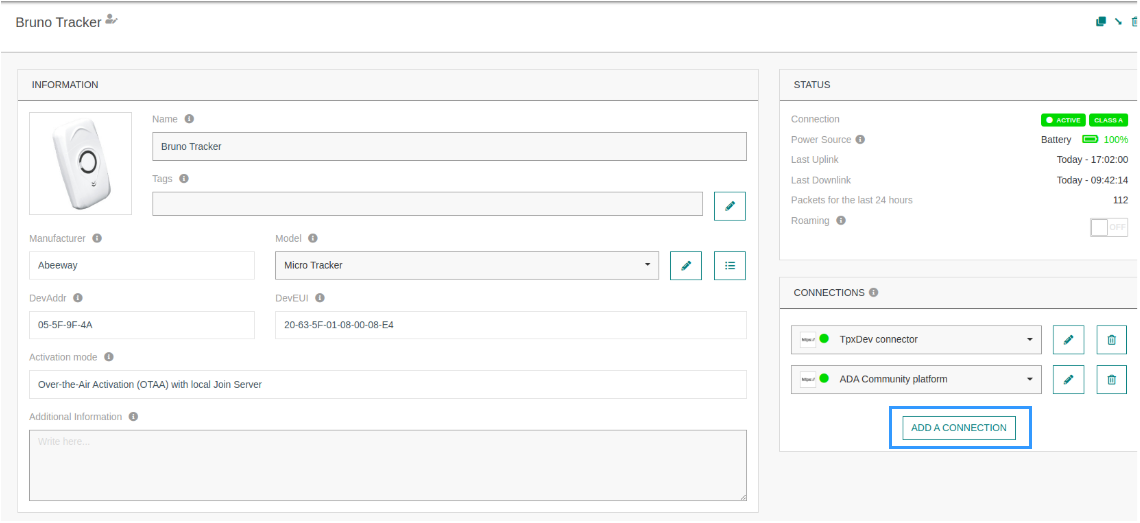 Bruno Tracker
INFORMATION
Name
Bruno Tracker
Tags
Manufacturer
Model
Abeeway
Micro Tracker
DevAddr
DevEUI
05-5F-9F-4A
20-63-5F-01-08-00-08-E4
Activation mode
Over-the-Air Activation (OTAA) with local Join Server
Additional Information
Write here...
STATUS
Connection ACTIVE CLASS A
Power Source Battery 100%
Last Uplink Today - 17:02:00
Last Downlink Today - 09:42:14
Packets for the last 24 hours 112
Roaming OFF
CONNECTIONS
https:// TpxDev connector
https:// ADA Community platform
ADD A CONNECTION